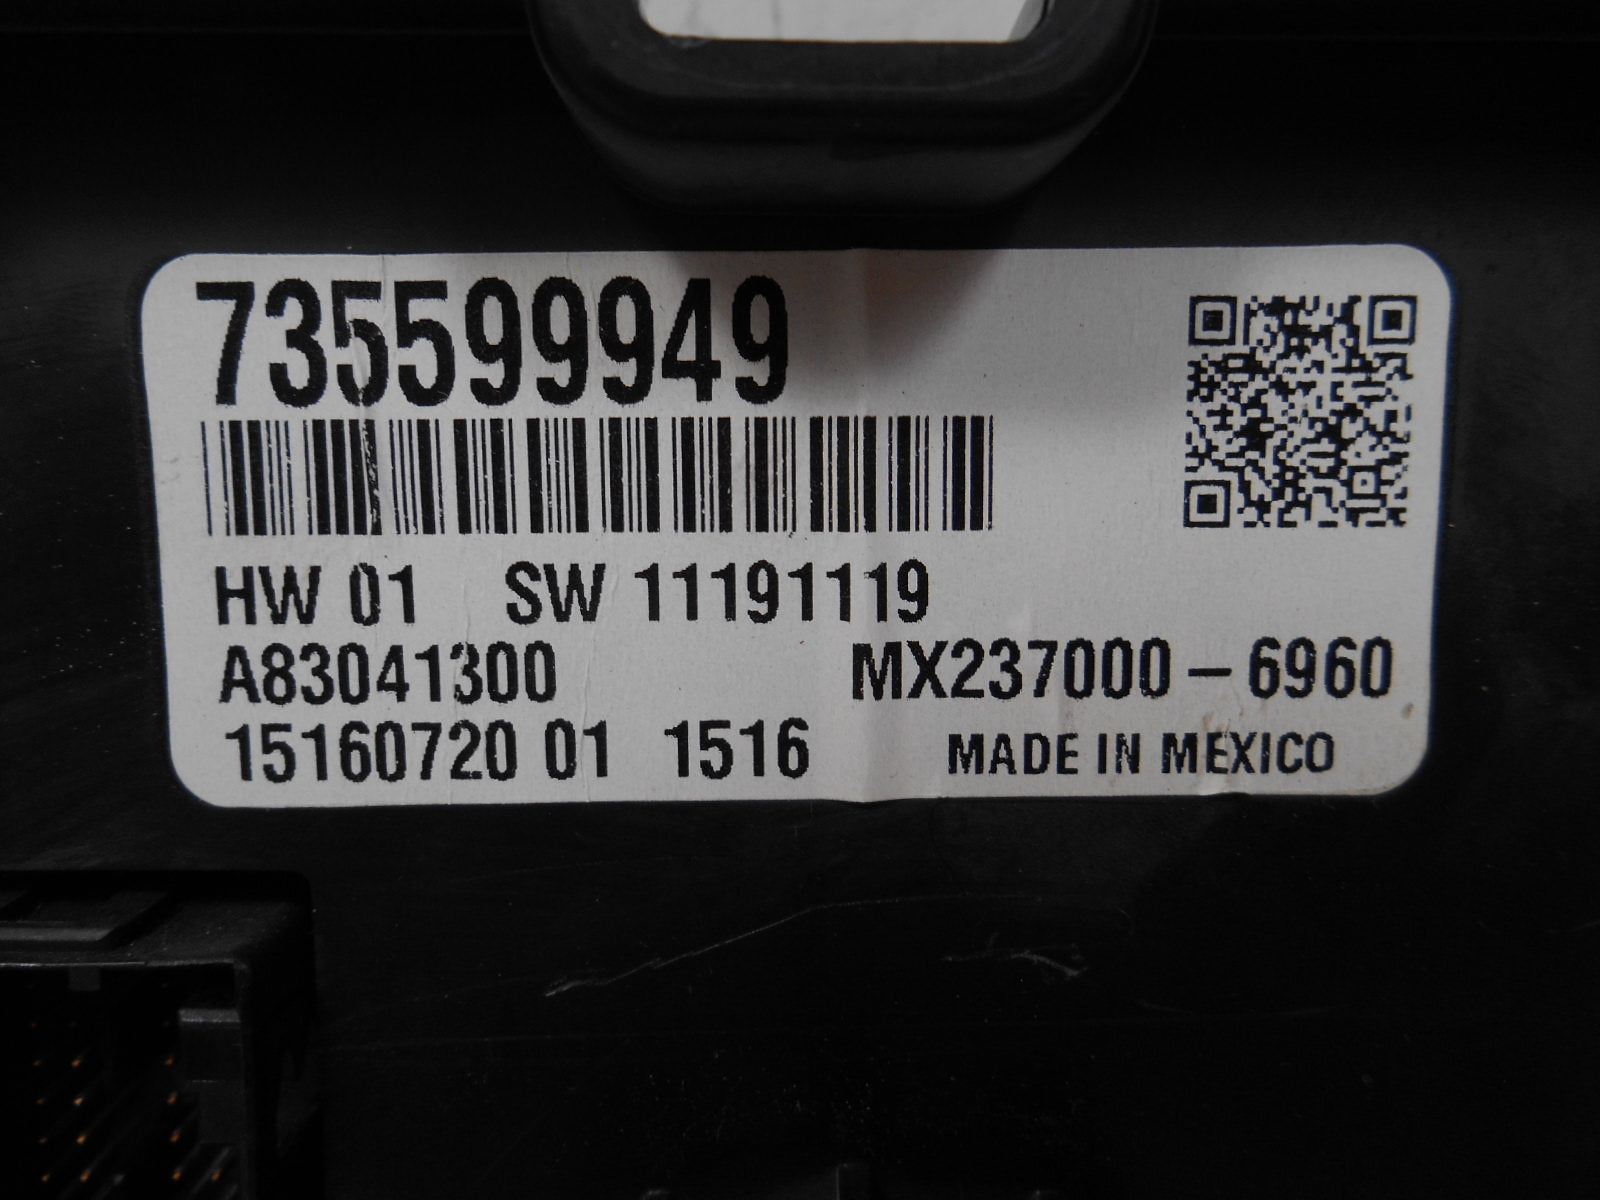 735599949
HW 01 SW 11191119
A83041300 MX237000-6960
15160720 01 1516 MADE IN MEXICO